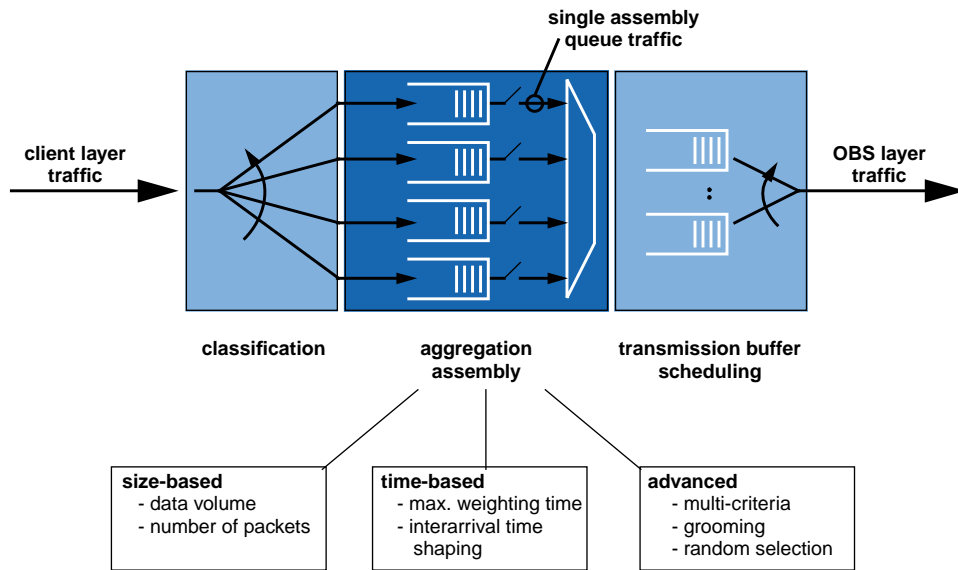 single assembly
queue traffic
client layer
traffic
OBS layer
traffic
:
classification
aggregation
assembly
transmission buffer
scheduling
size-based
- data volume
- number of packets
time-based
- max. weighting time
- interarrival time
shaping
advanced
- multi-criteria
- grooming
- random selection